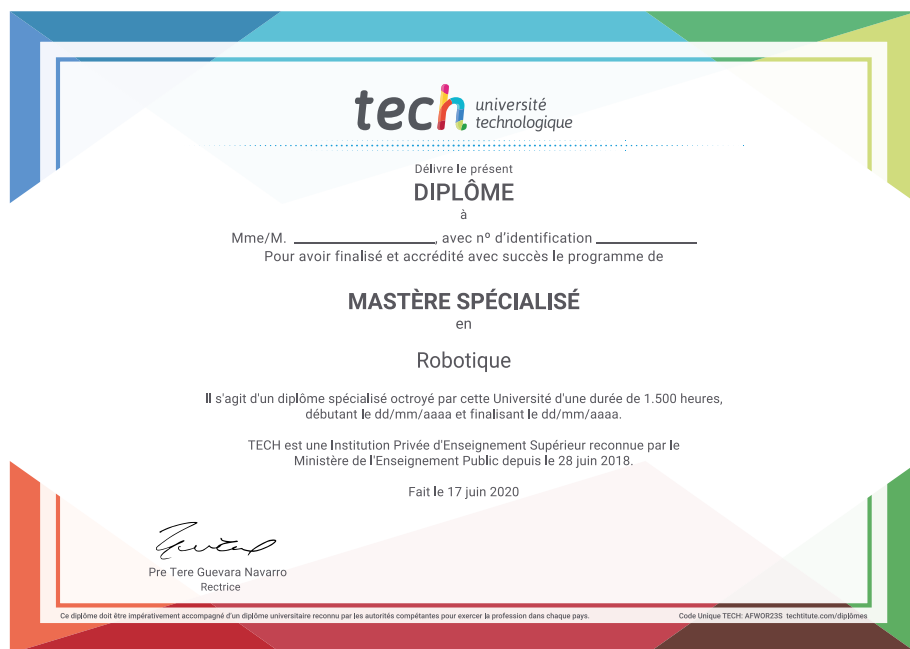 tech université
technologique
Délivre le présent
DIPLÔME
à
Mme/M. ____________, avec nº d'identification ____________
Pour avoir finalisé et accrédité avec succès le programme de
MASTÈRE SPÉCIALISÉ
en
Robotique
Il s'agit d'un diplôme spécialisé octroyé par cette Université d'une durée de 1.500 heures,
débutant le dd/mm/aaaa et finalisant le dd/mm/aaaa.
TECH est une Institution Privée d'Enseignement Supérieur reconnue par le
Ministère de l'Enseignement Public depuis le 28 juin 2018.
Fait le 17 juin 2020
Pre Tere Guevara Navarro
Rectrice
Ce diplôme doit être impérativement accompagné d'un diplôme universitaire reconnu par les autorités compétantes pour exercer la profession dans chaque pays.
Code Unique TECH: AFWOR23S techtitute.com/diplômes